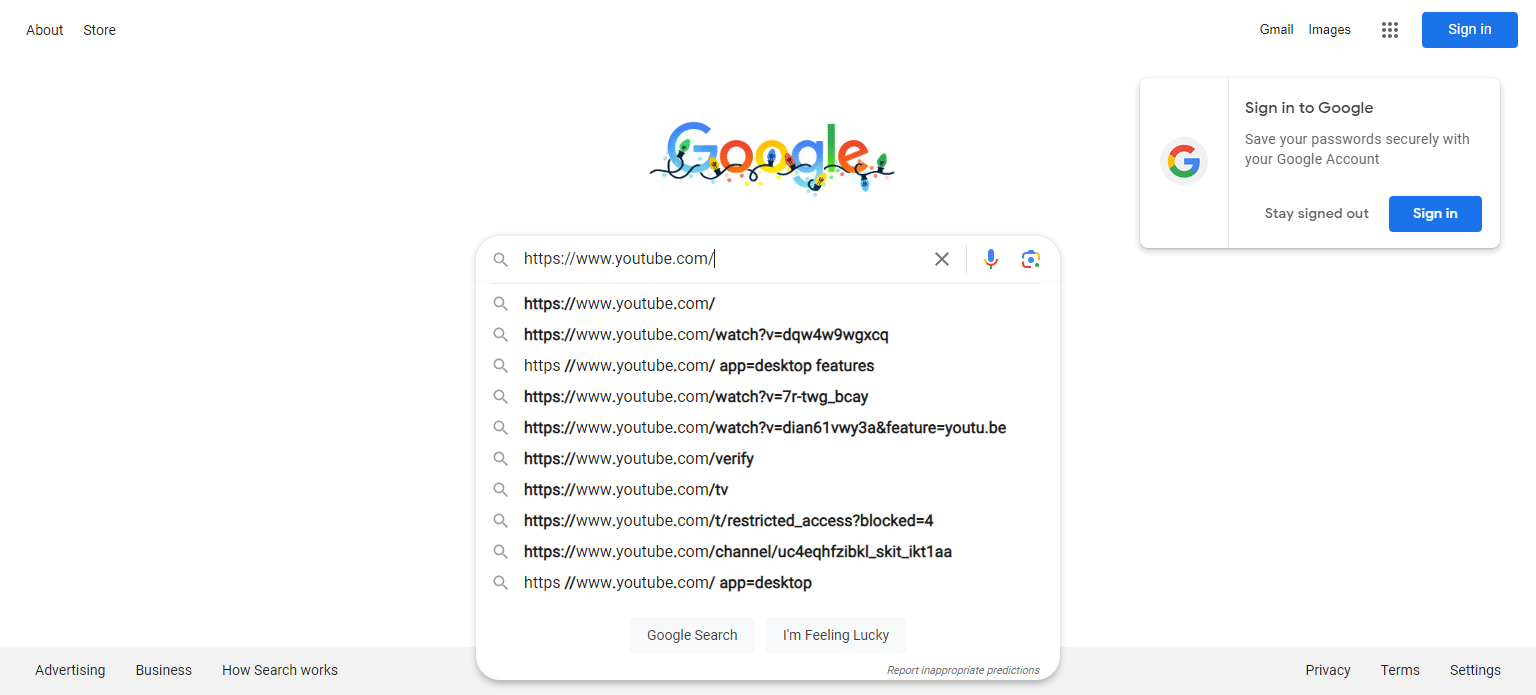 About Store
Gmail Images Sign in
Sign in to Google
Save your passwords securely with
your Google Account
Stay signed out Sign in
Google
https://www.youtube.com/
https://www.youtube.com/
https://www.youtube.com/watch?v=dqw4w9wgxcq
https //www.youtube.com/ app=desktop features
https://www.youtube.com/watch?v=7r-twg_bcay
https://www.youtube.com/watch?v=dian61vwy3a&feature=youtu.be
https://www.youtube.com/verify
https://www.youtube.com/tv
https://www.youtube.com/t/restricted_access?blocked=4
https://www.youtube.com/channel/uc4eqhfzibkl_skit_ikt1aa
https //www.youtube.com/ app=desktop
Google Search I'm Feeling Lucky
Report inappropriate predictions
Advertising Business How Search works
Privacy Terms Settings